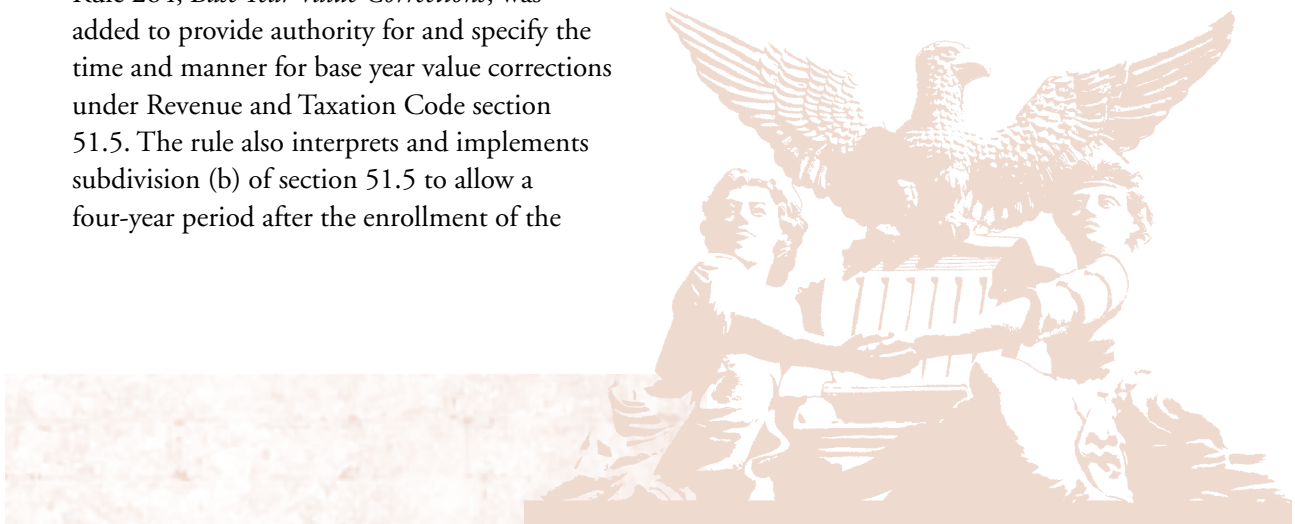 added to provide authority for and specify the
time and manner for base year value corrections
under Revenue and Taxation Code section
51.5. The rule also interprets and implements
subdivision (b) of section 51.5 to allow a
four-year period after the enrollment of the